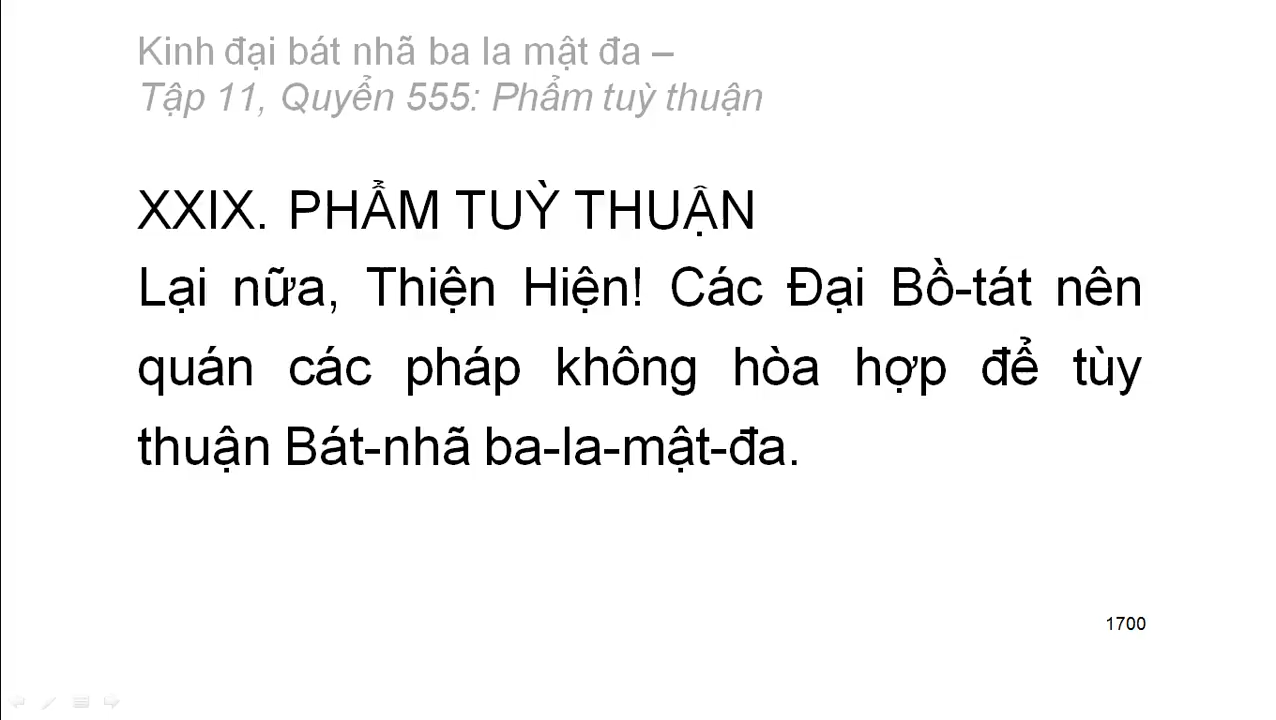 Kinh đại bát nhã ba la mật đa –
Tập 11, Quyển 555: Phẩm tuỳ thuận
XXIX. PHẨM TUỲ THUẬN
Lại nữa, Thiện Hiện! Các Đại Bồ-tát nên
quán các pháp không hòa hợp để tùy
thuận Bát-nhã ba-la-mật-đa.
1700